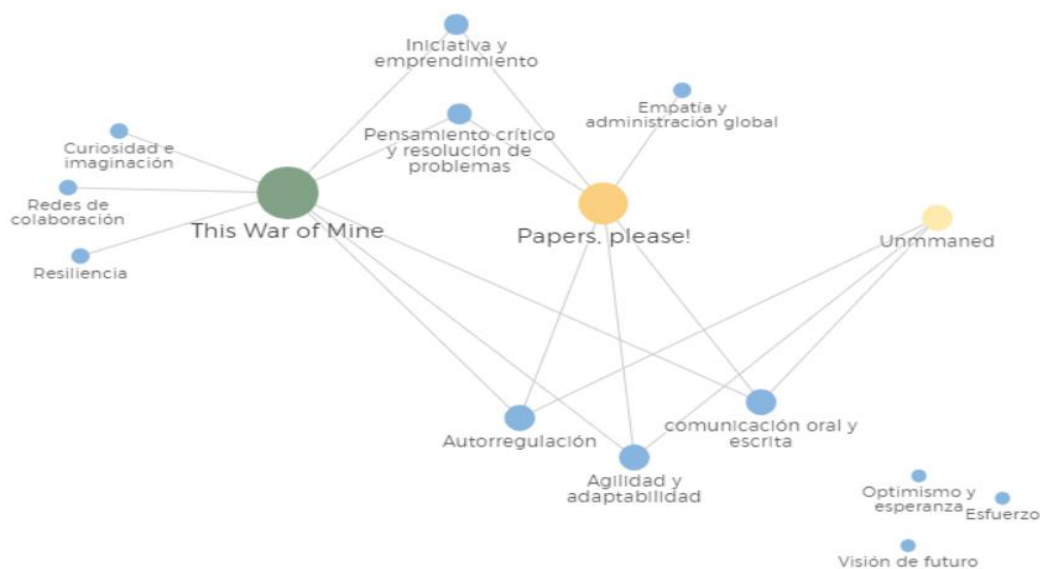 Iniciativa y
emprendimiento
Empatía y
administración global
Pensamiento crítico
y resolución de
problemas
Curiosidad e
imaginación
Redes de
colaboración
Resiliencia
This War of Mine
Papers, please!
Unmmaned
Autorregulación
comunicación oral y
escrita
Agilidad y
adaptabilidad
Optimismo y
esperanza
Esfuerzo
Visión de futuro